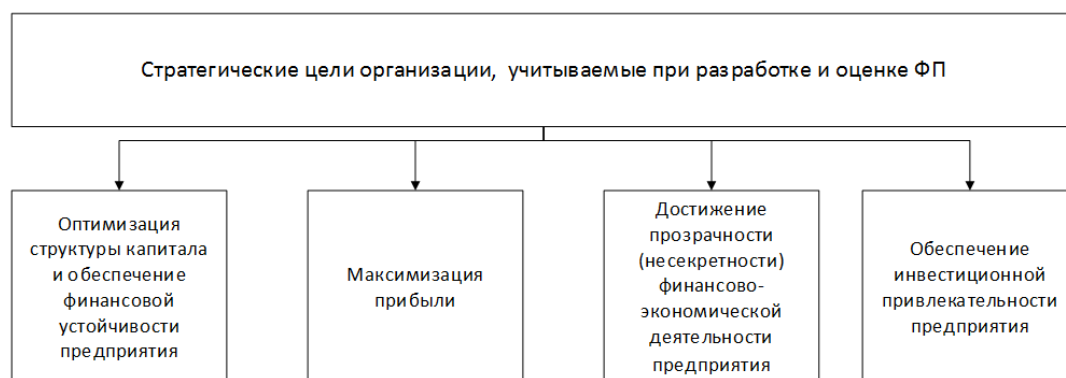 Стратегические цели организации, учитываемые при разработке и оценке ФП
Оптимизация
структуры капитала
и обеспечение
финансовой
устойчивости
предприятия
Максимизация
прибыли
Достижение
прозрачности
(несекретности)
финансово-
экономической
деятельности
предприятия
Обеспечение
инвестиционной
привлекательности
предприятия